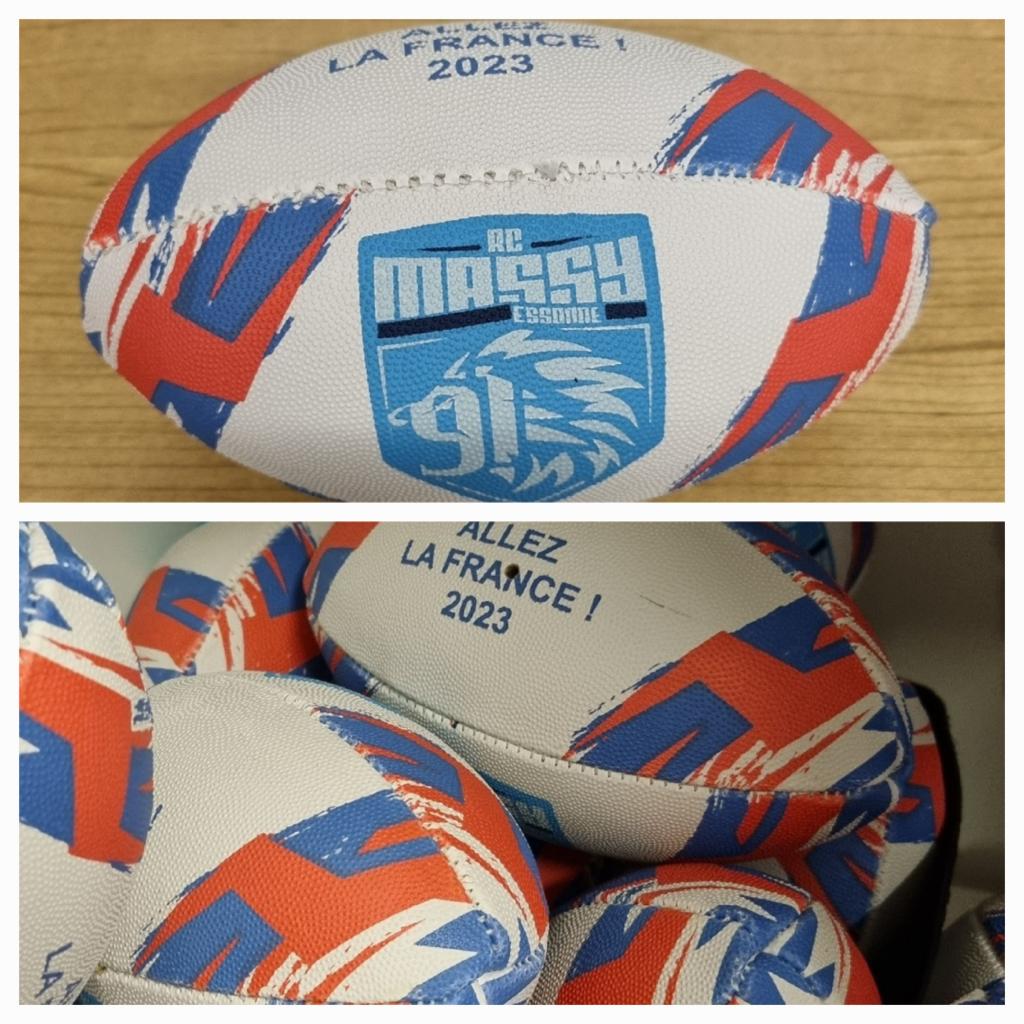 ALLEZ
LA FRANCE !
2023
RC
MASSY
ESSONNE
91
ALLEZ
LA FRANCE !
2023